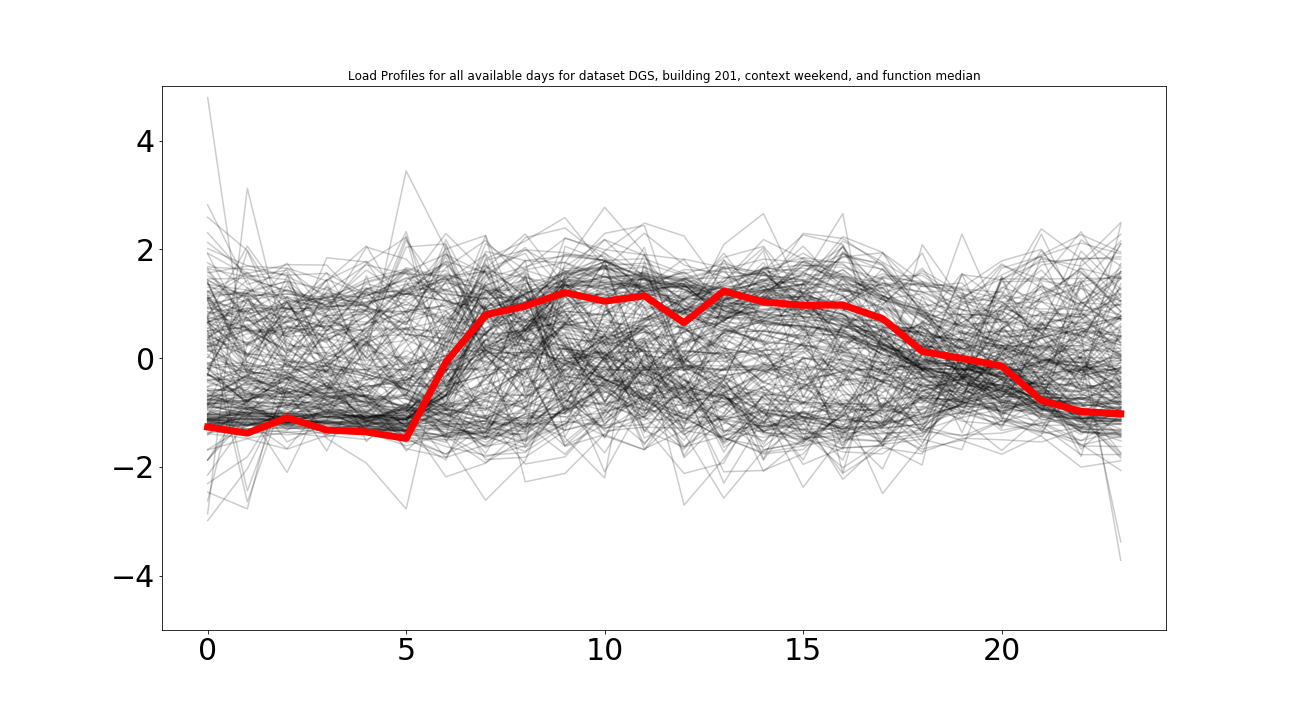 Load Profiles for all available days for dataset DGS, building 201, context weekend, and function median
4
2
0
−2
−4
0 5 10 15 20